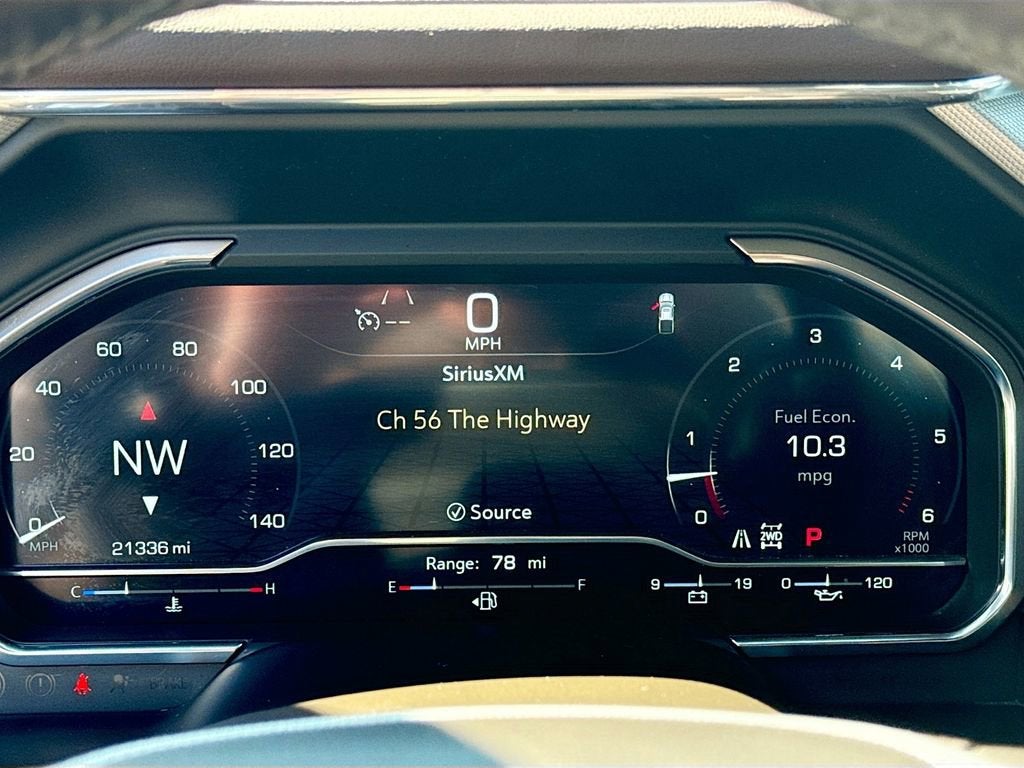 0
MPH
SiriusXM
Ch 56 The Highway
Source
0
20
40
60
80
100
120
140
MPH
NW
21336 mi
0
1
2
3
4
5
6
RPM
x1000
Fuel Econ.
10.3
mpg
2WD
P
Range: 78 mi
C H
E F
9 19
0 120
BRAKE